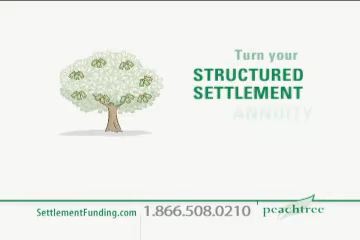 Turn your
STRUCTURED
SETTLEMENT
ANNUITY
SettlementFunding.com 1.866.508.0210 peachtree